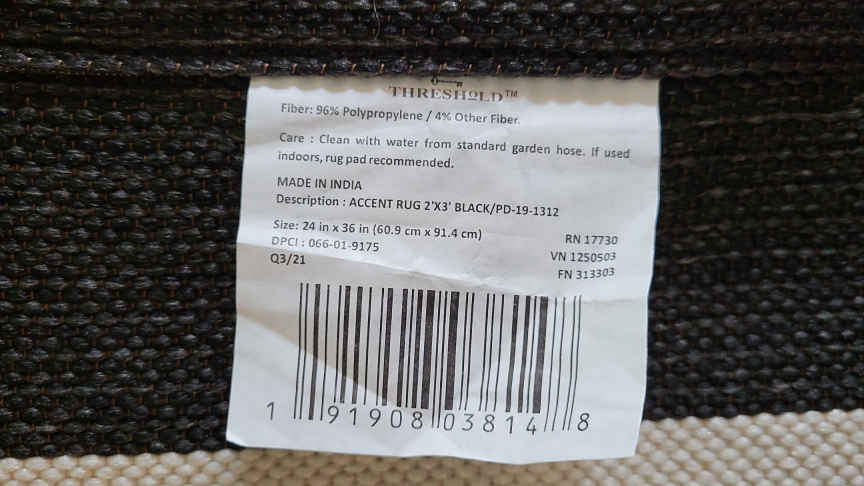 THRESHOLD™
Fiber: 96% Polypropylene / 4% Other Fiber.
Care : Clean with water from standard garden hose. If used
indoors, rug pad recommended.
MADE IN INDIA
Description : ACCENT RUG 2'X3' BLACK/PD-19-1312
Size: 24 in x 36 in (60.9 cm x 91.4 cm)
DPCI : 066-01-9175
Q3/21
RN 17730
VN 1250503
FN 313303
1 91908 03814 8